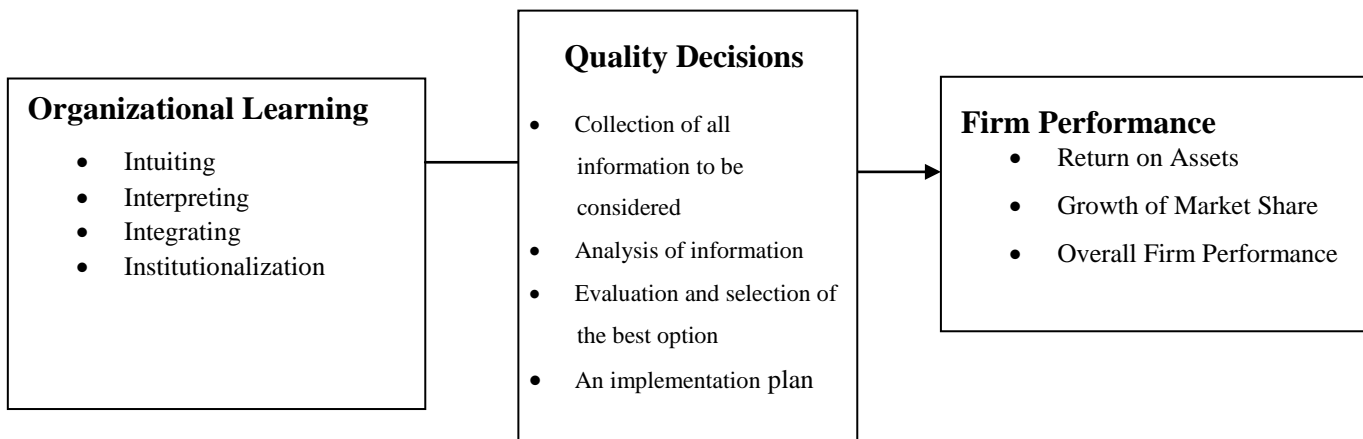 Organizational Learning
• Intuiting
• Interpreting
• Integrating
• Institutionalization
Quality Decisions
• Collection of all
information to be
considered
• Analysis of information
• Evaluation and selection of
the best option
• An implementation plan
Firm Performance
• Return on Assets
• Growth of Market Share
• Overall Firm Performance